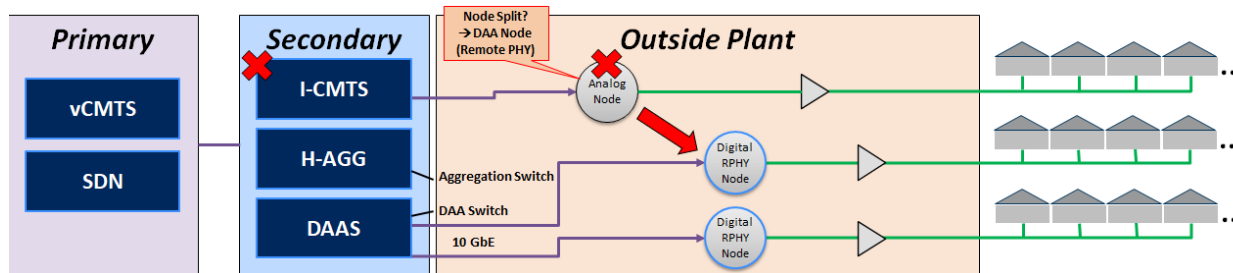 Primary
vCMTS
SDN
Secondary
I-CMTS
H-AGG
DAAS
Aggregation Switch
DAA Switch
10 GbE
Node Split?
→ DAA Node
(Remote PHY)
Outside Plant
Analog
Node
Digital
RPHY
Node
Digital
RPHY
Node
...
...
...